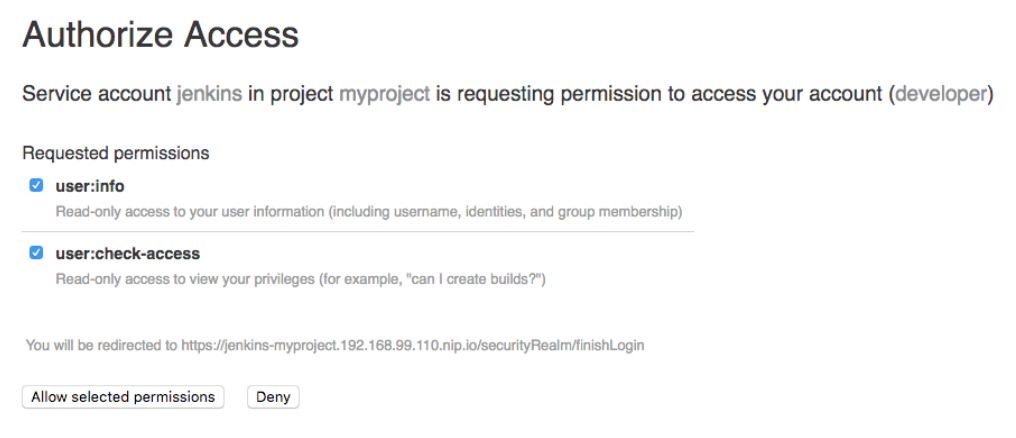 Authorize Access
Service account jenkins in project myproject is requesting permission to access your account (developer)
Requested permissions
user:info
Read-only access to your user information (including username, identities, and group membership)
user:check-access
Read-only access to view your privileges (for example, "can I create builds?")
You will be redirected to https://jenkins-myproject.192.168.99.110.nip.io/securityRealm/finishLogin
Allow selected permissions Deny